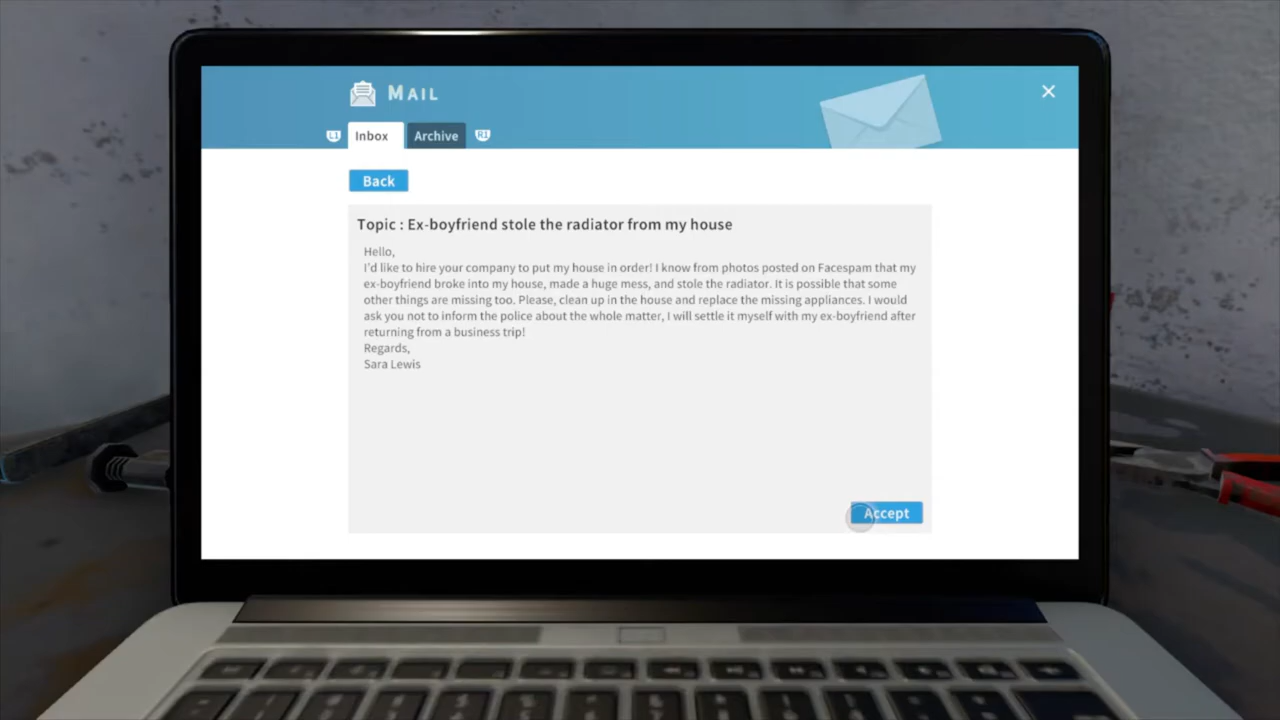 MAIL
L1 Inbox Archive R1
Back
Topic : Ex-boyfriend stole the radiator from my house
Hello,
I'd like to hire your company to put my house in order! I know from photos posted on Facespam that my
ex-boyfriend broke into my house, made a huge mess, and stole the radiator. It is possible that some
other things are missing too. Please, clean up in the house and replace the missing appliances. I would
ask you not to inform the police about the whole matter, I will settle it myself with my ex-boyfriend after
returning from a business trip!
Regards,
Sara Lewis
Accept